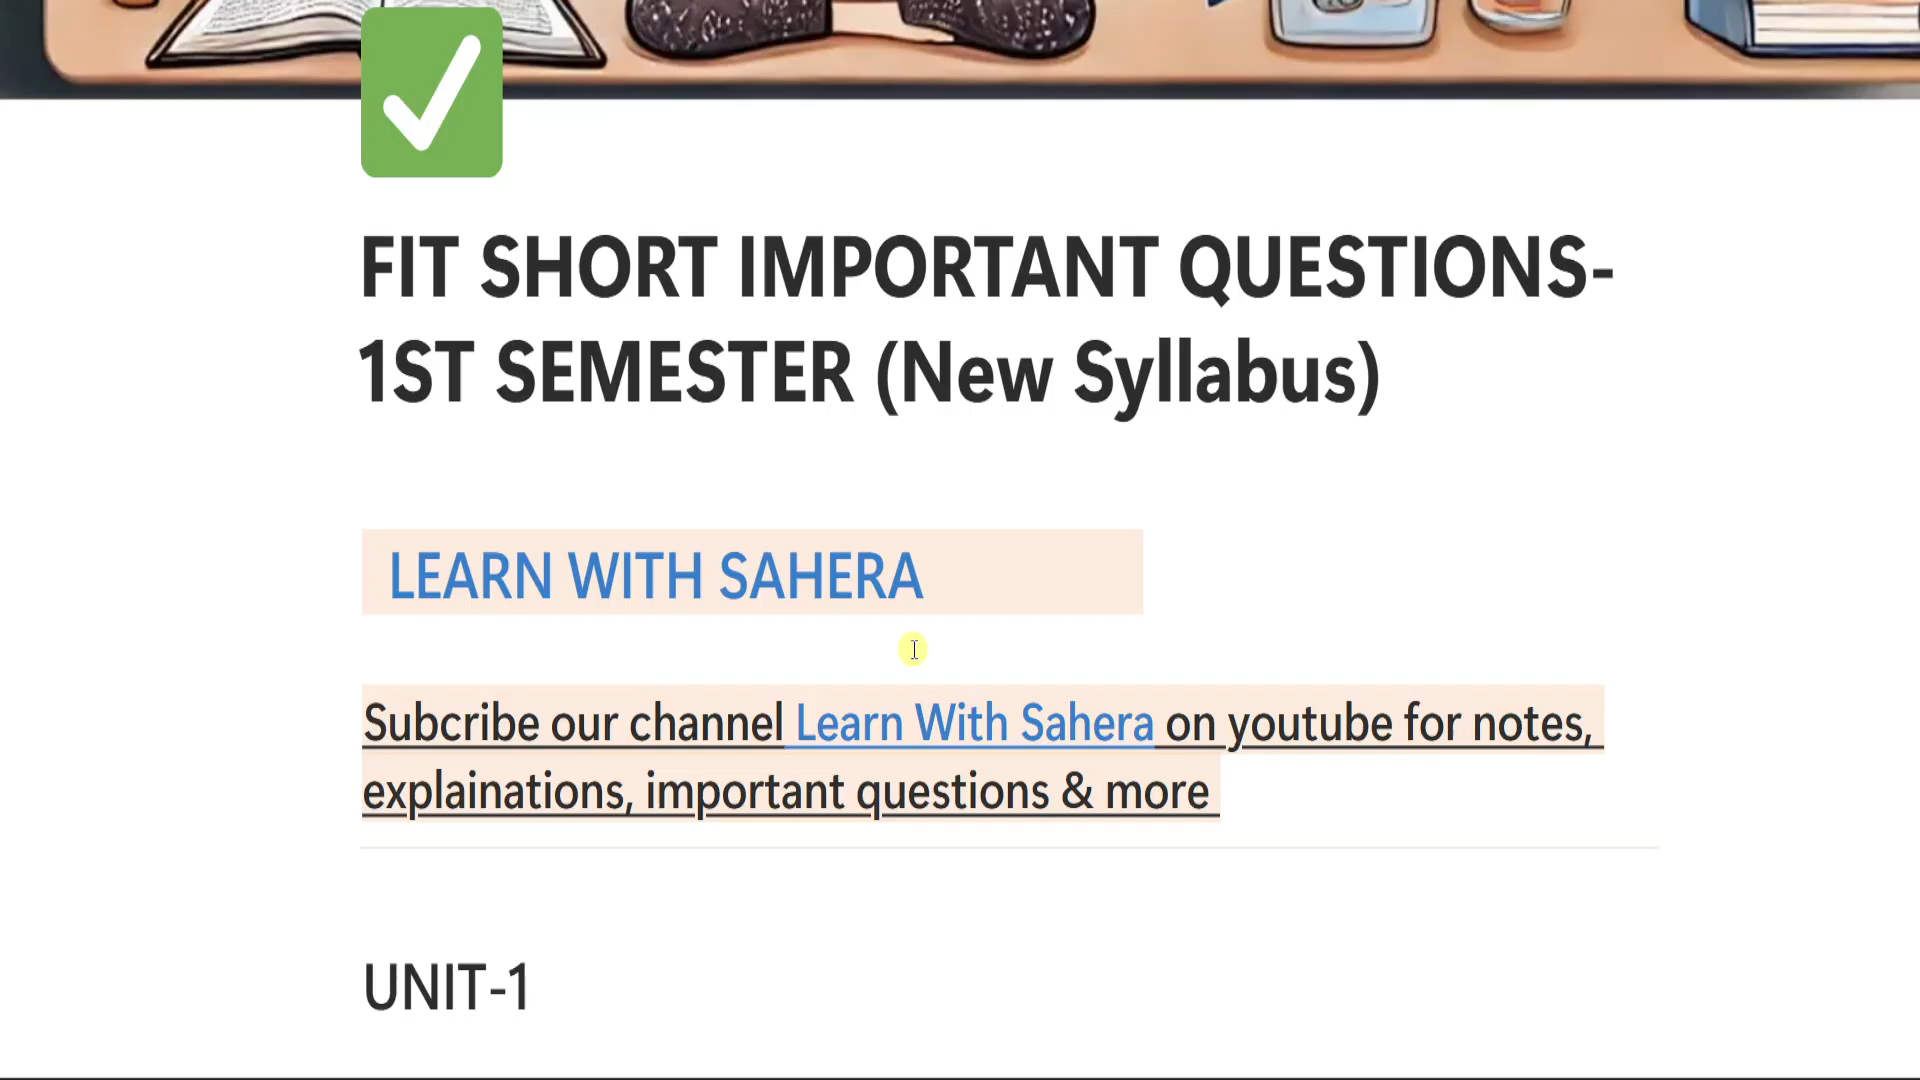 FIT SHORT IMPORTANT QUESTIONS-
1ST SEMESTER (New Syllabus)
LEARN WITH SAHERA
Subcribe our channel Learn With Sahera on youtube for notes,
explainations, important questions & more
UNIT-1